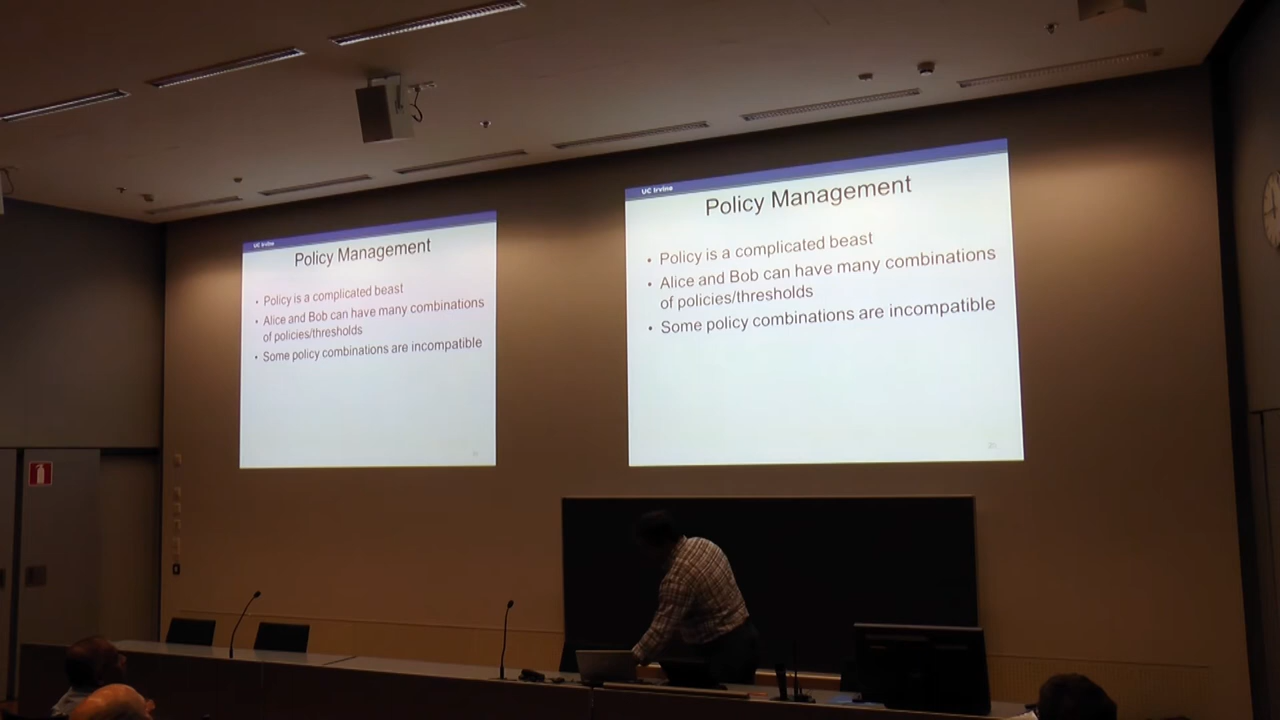 UC Irvine
Policy Management
• Policy is a complicated beast
• Alice and Bob can have many combinations
of policies/thresholds
• Some policy combinations are incompatible
UC Irvine
Policy Management
• Policy is a complicated beast
• Alice and Bob can have many combinations
of policies/thresholds
• Some policy combinations are incompatible